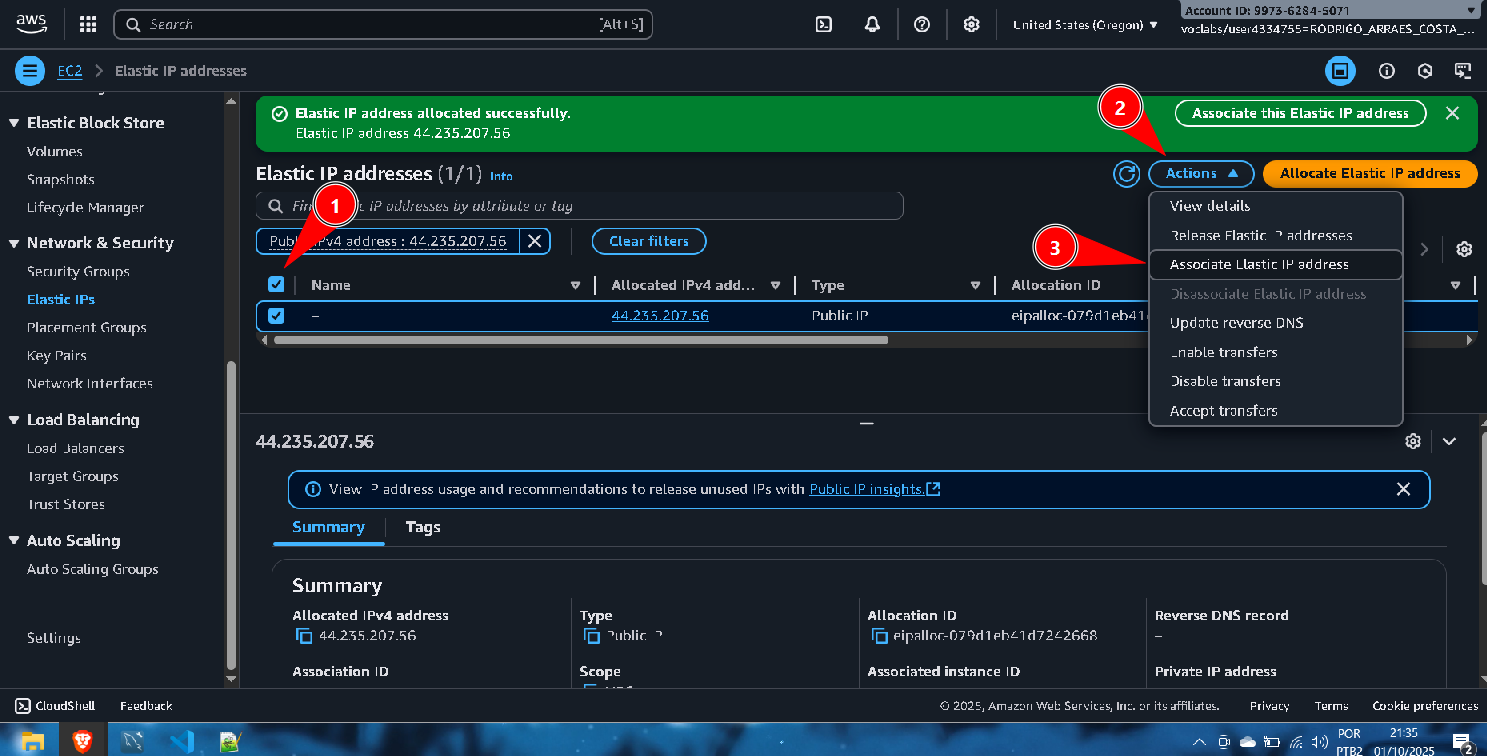 aws
Search [Alt+S]
United States (Oregon)
Account ID: 9973-6284-5071
voclabs/user4334755=RODRIGO_ARRAES_COSTA_...
EC2 > Elastic IP addresses
Elastic Block Store
Volumes
Snapshots
Lifecycle Manager
Network & Security
Security Groups
Elastic IPs
Placement Groups
Key Pairs
Network Interfaces
Load Balancing
Load Balancers
Target Groups
Trust Stores
Auto Scaling
Auto Scaling Groups
Settings
Elastic IP address allocated successfully.
Elastic IP address 44.235.207.56
Associate this Elastic IP address
2
Elastic IP addresses (1/1) Info
Actions
Allocate Elastic IP address
1
IP addresses by attribute or tag
IPv4 address : 44.235.207.56
Clear filters
View details
Release Elastic IP addresses
3
Associate Elastic IP address
Disassociate Elastic IP address
Update reverse DNS
Enable transfers
Disable transfers
Accept transfers
Name
Allocated IPv4 add...
Type
Allocation ID
–
44.235.207.56
Public IP
eipalloc-079d1eb41
44.235.207.56
View IP address usage and recommendations to release unused IPs with Public IP insights.
Summary
Tags
Summary
Allocated IPv4 address
44.235.207.56
Type
Public IP
Allocation ID
eipalloc-079d1eb41d7242668
Reverse DNS record
–
Association ID
Scope
Associated instance ID
Private IP address
CloudShell
Feedback
© 2025, Amazon Web Services, Inc. or its affiliates.
Privacy
Terms
Cookie preferences
POR
PTB2
21:35
01/10/2025
2